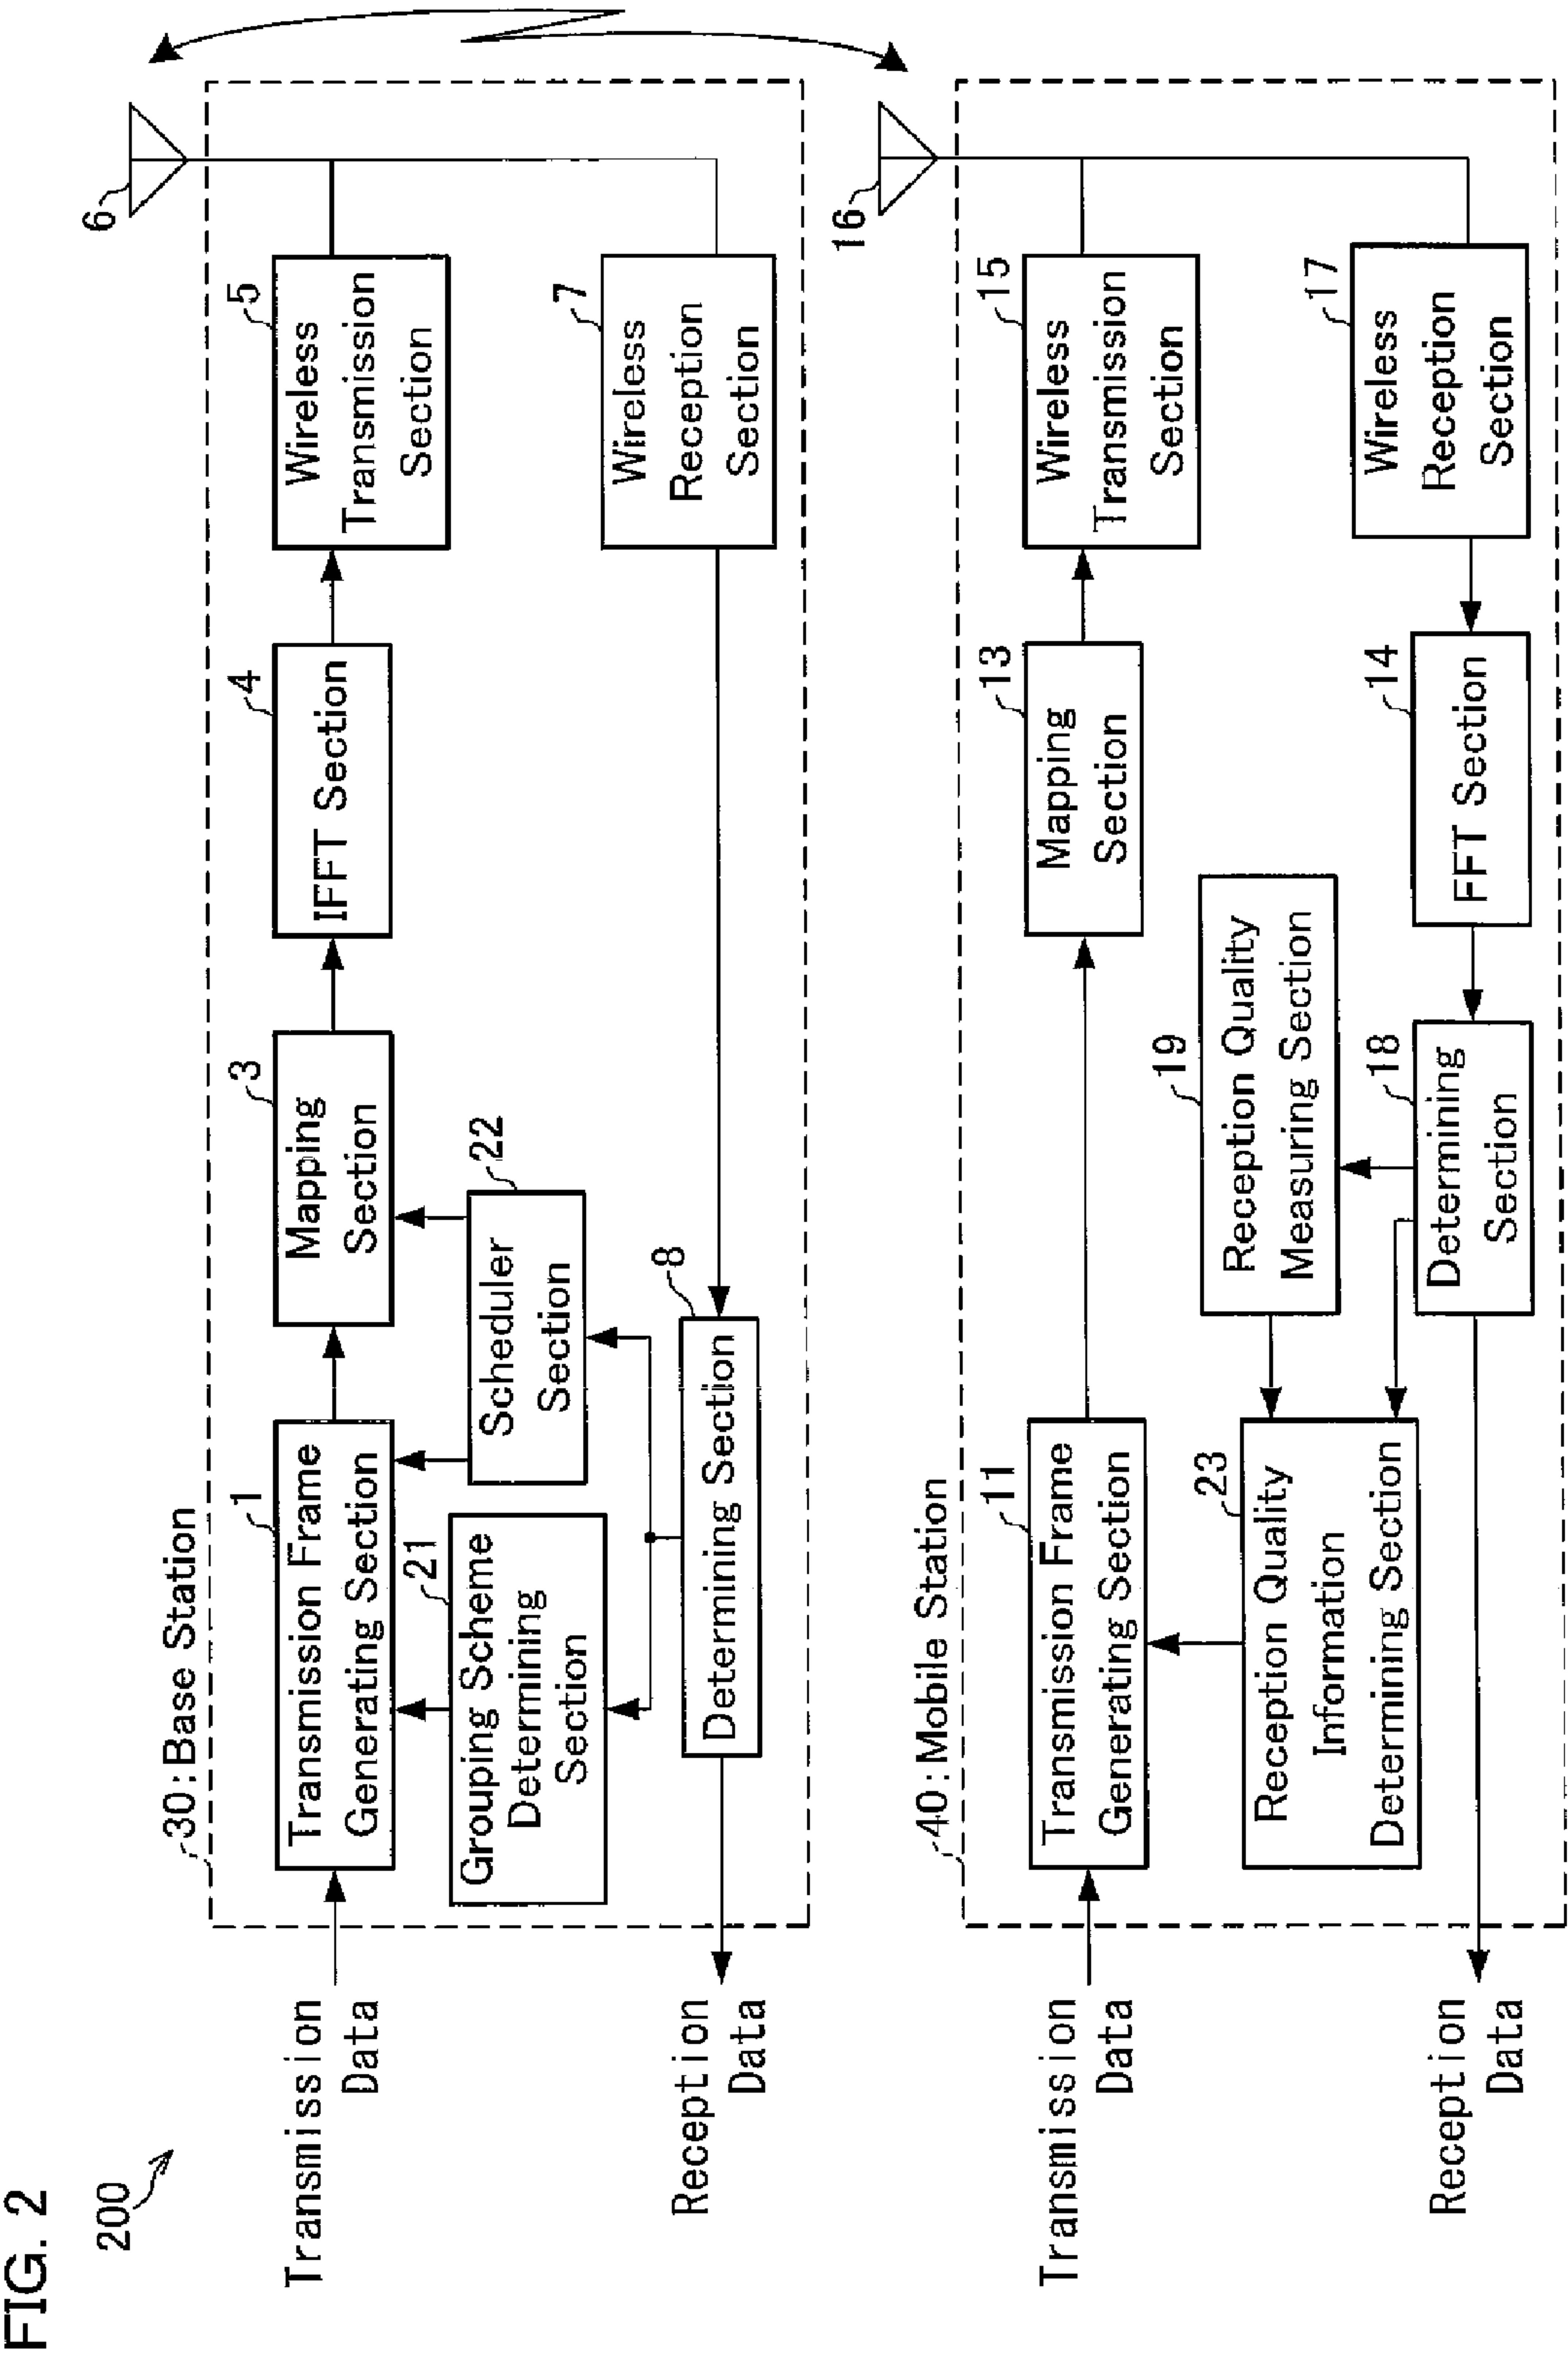 FIG. 2
200
30:Base Station
Transmission
Data
1
Transmission Frame
Generating Section
3
Mapping
Section
4
IFFT Section
5
Wireless
Transmission
Section
6
21
Grouping Scheme
Determining
Section
22
Scheduler
Section
8
Determining Section
7
Wireless
Reception
Section
Reception
Data
40:Mobile Station
Transmission
Data
11
Transmission Frame
Generating Section
13
Mapping
Section
15
Wireless
Transmission
Section
16
23
Reception Quality
Information
Determining Section
19
Reception Quality
Measuring Section
18
Determining
Section
14
FFT Section
17
Wireless
Reception
Section
Reception
Data